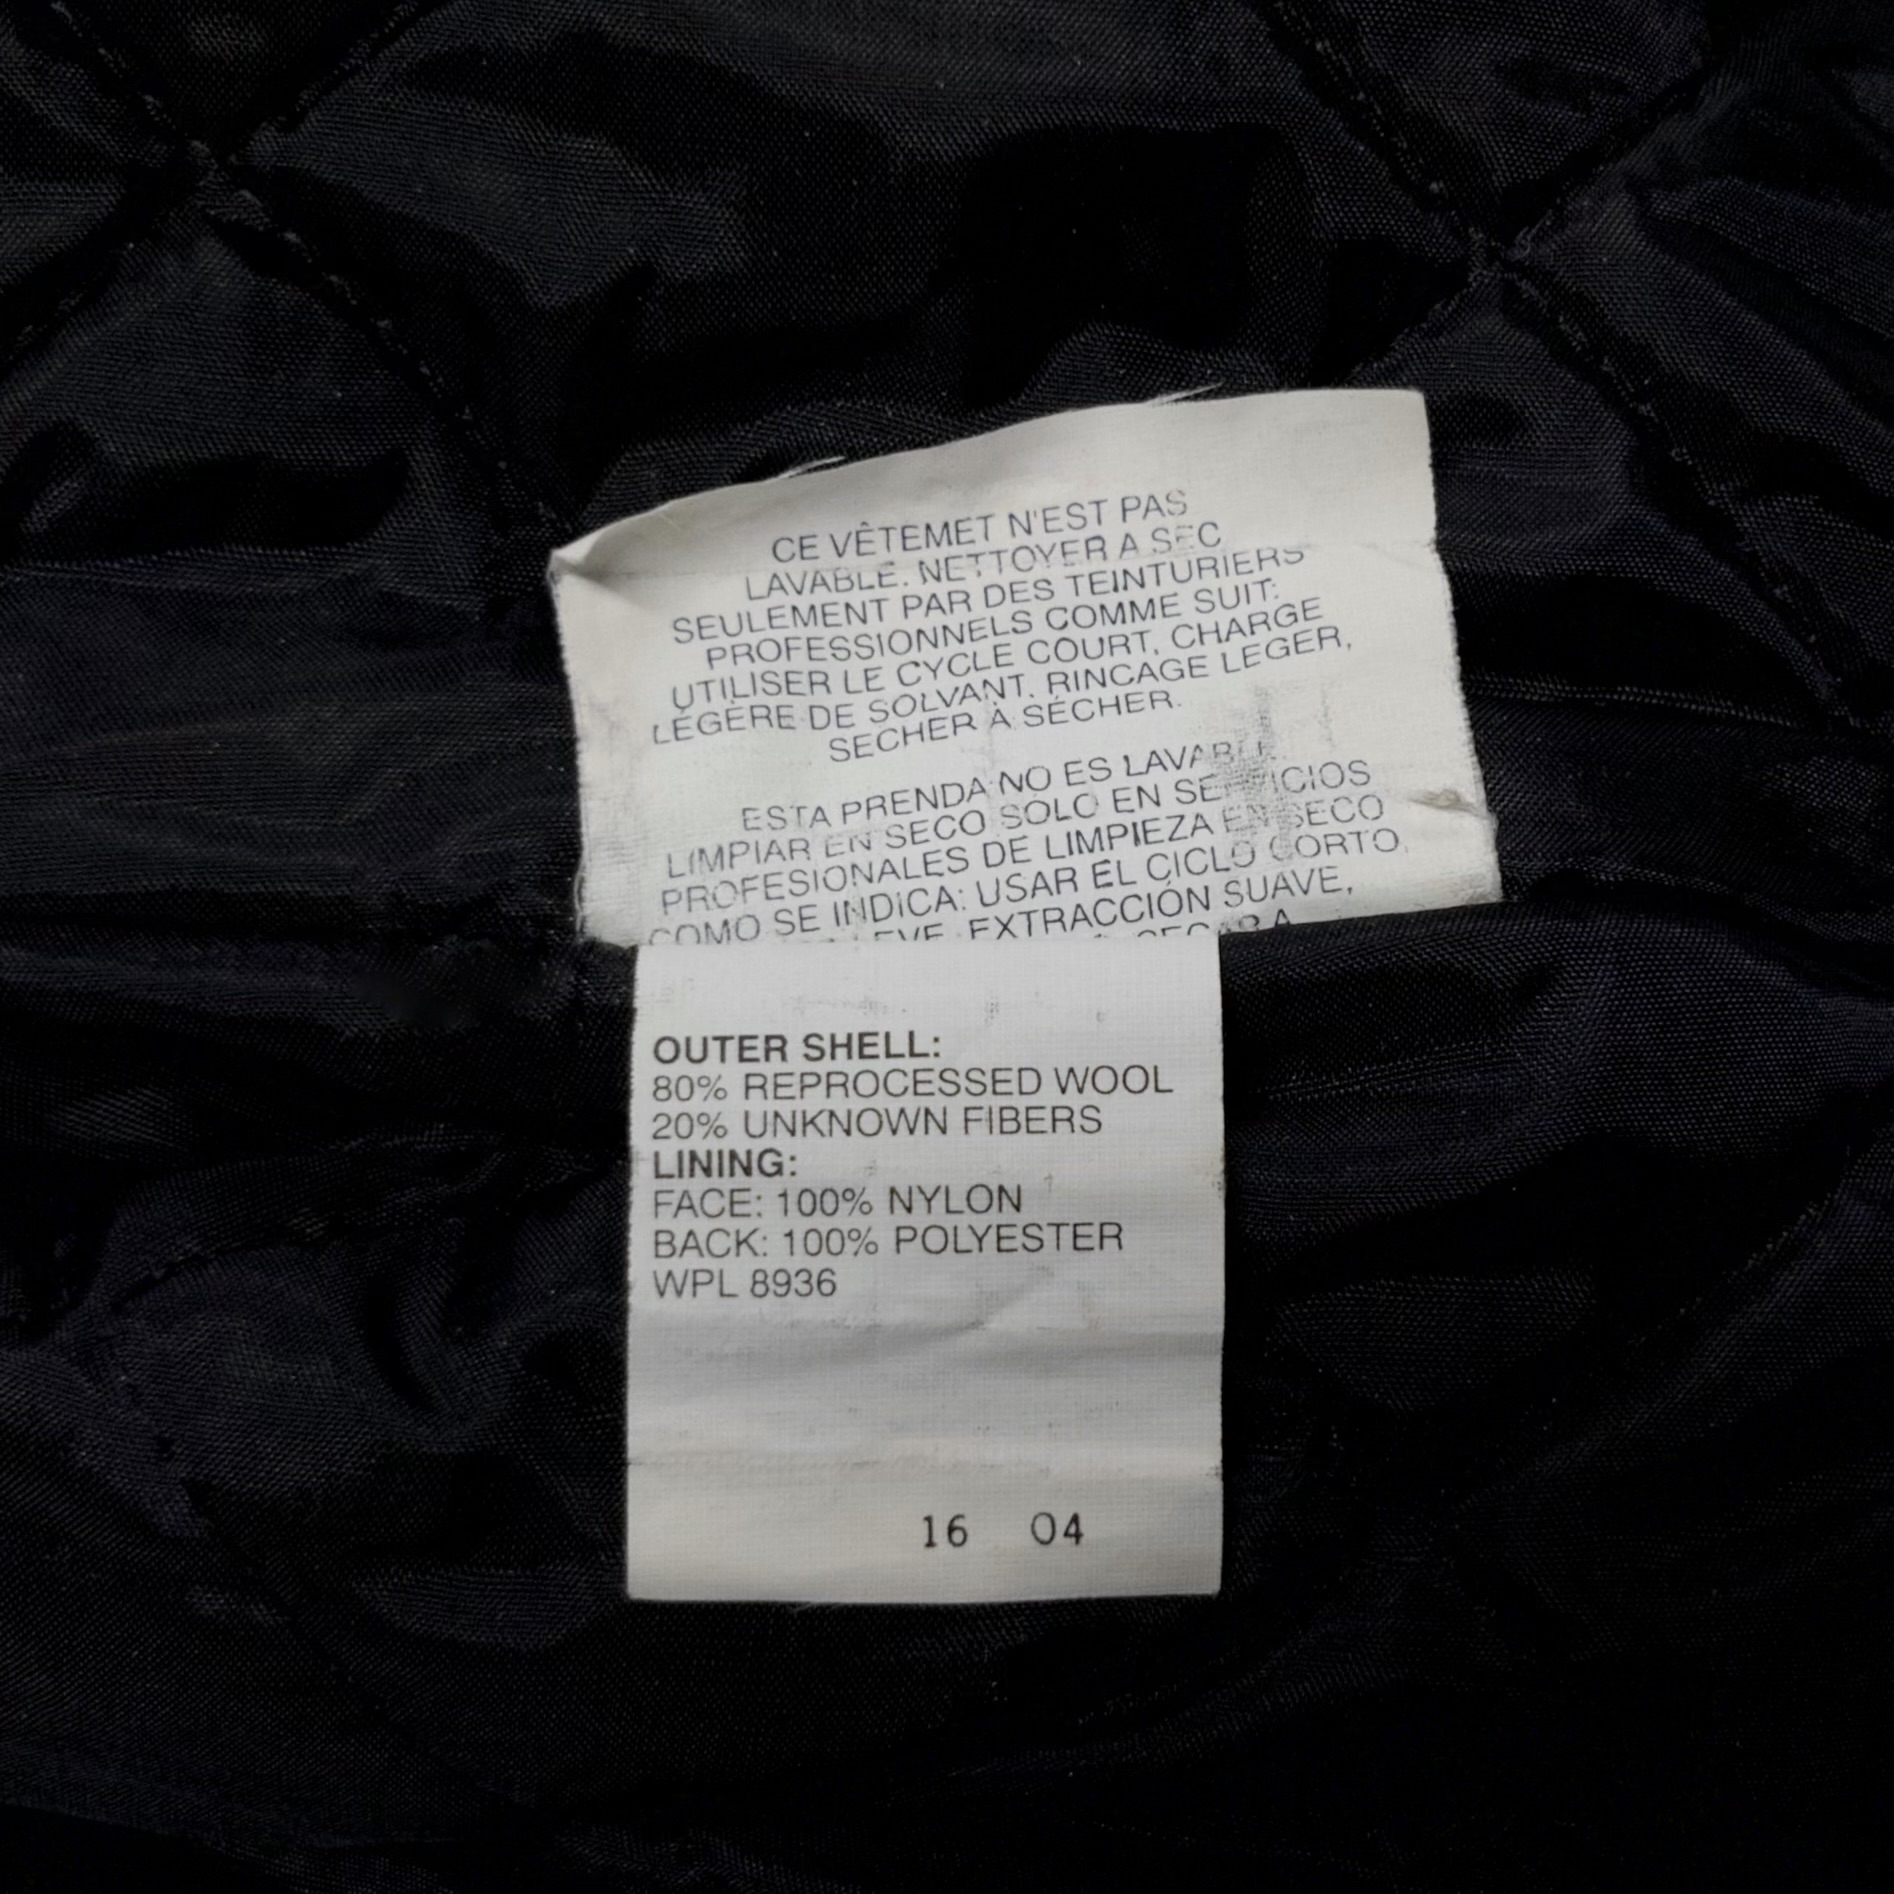 CE VÊTEMET N'EST PAS
LAVABLE. NETTOYER A SEC
SEULEMENT PAR DES TEINTURIERS
PROFESSIONNELS COMME SUIT:
UTILISER LE CYCLE COURT, CHARGE
LÉGÈRE DE SOLVANT. RINCAGE LEGER,
SECHER À SÉCHER.
ESTA PRENDA NO ES LAVABLE
LIMPIAR EN SECO SOLO EN SERVICIOS
PROFESIONALES DE LIMPIEZA EN SECO
COMO SE INDICA: USAR EL CICLO CORTO,
EXTRACCIÓN SUAVE,
OUTER SHELL:
80% REPROCESSED WOOL
20% UNKNOWN FIBERS
LINING:
FACE: 100% NYLON
BACK: 100% POLYESTER
WPL 8936
16 04